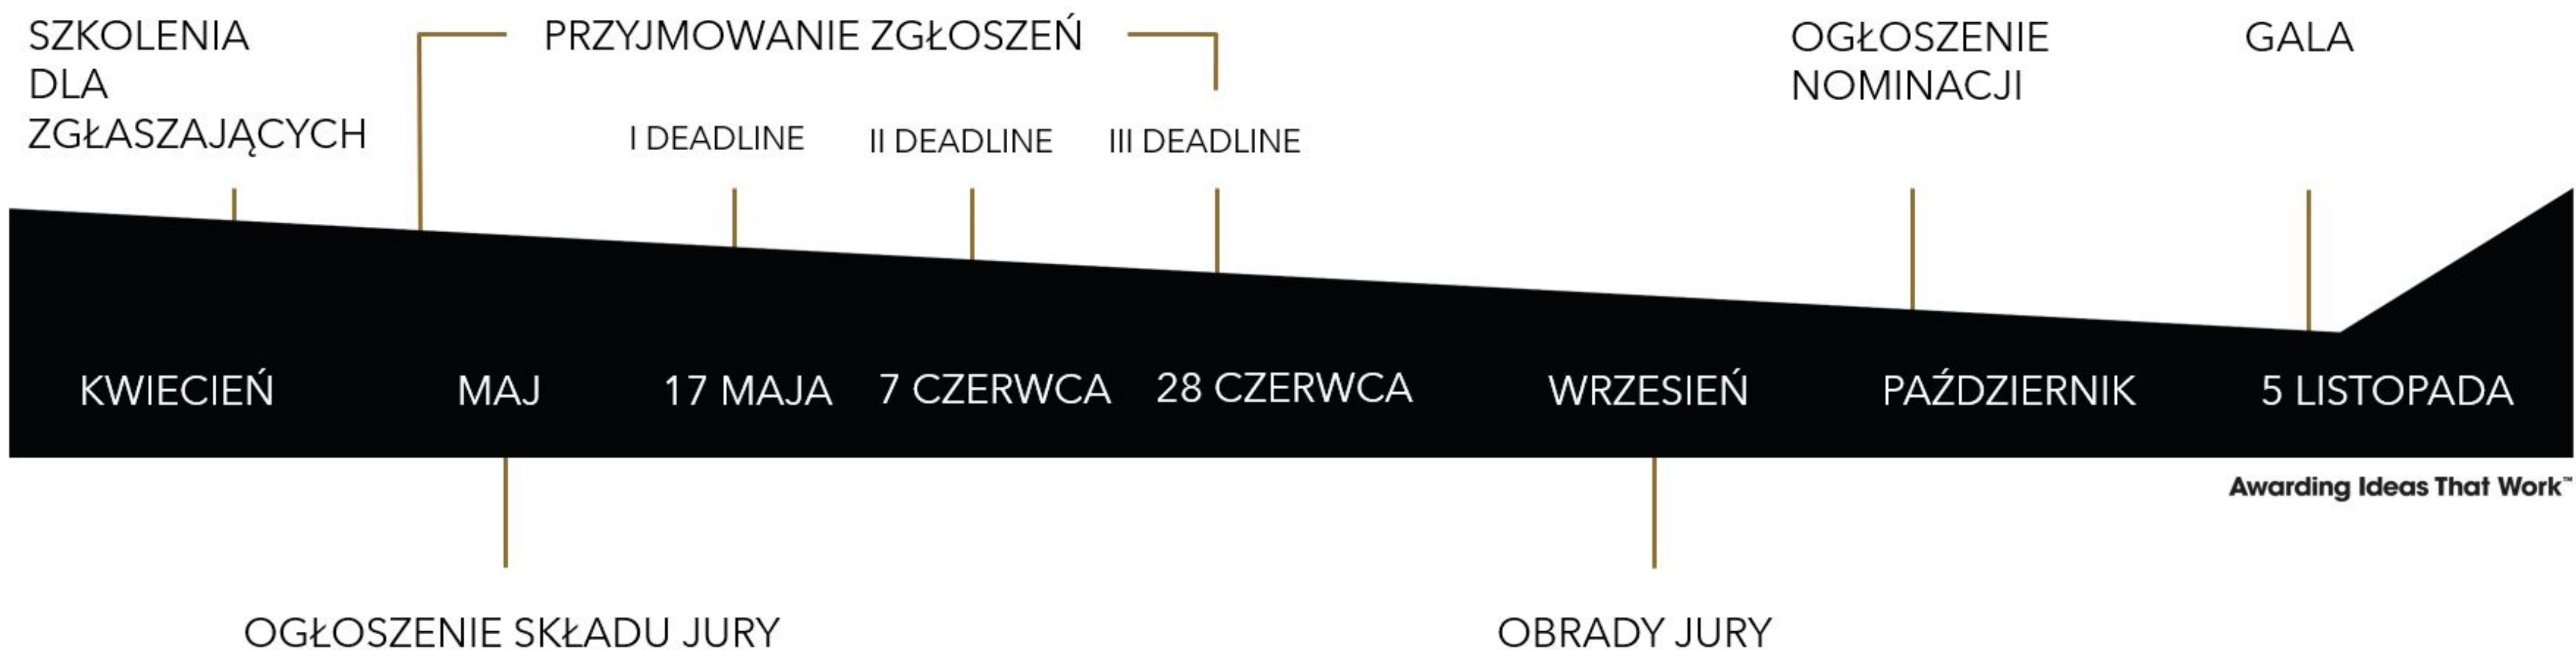 SZKOLENIA
DLA
ZGŁASZAJĄCYCH
PRZYJMOWANIE ZGŁOSZEŃ
I DEADLINE
II DEADLINE
III DEADLINE
OGŁOSZENIE
NOMINACJI
GALA
KWIECIEŃ
MAJ
17 MAJA
7 CZERWCA
28 CZERWCA
WRZESIEŃ
PAŹDZIERNIK
5 LISTOPADA
Awarding Ideas That Work™
OGŁOSZENIE SKŁADU JURY
OBRADY JURY